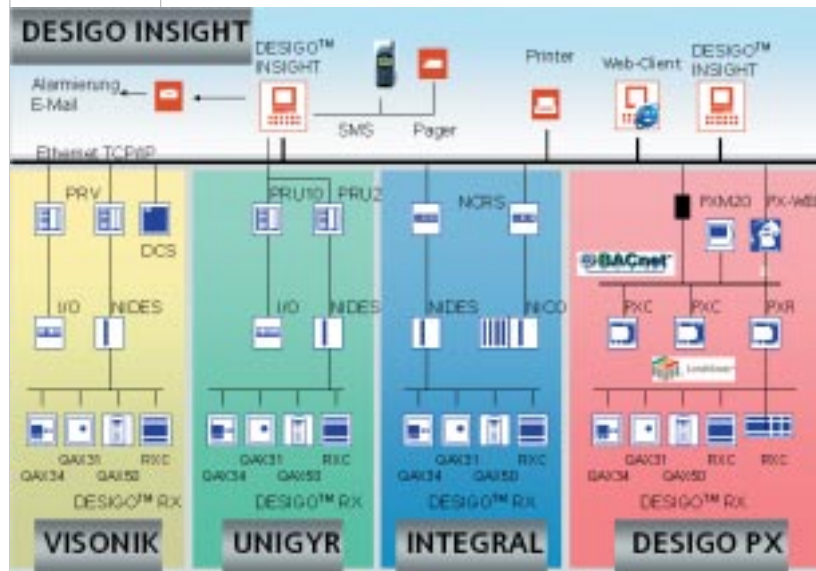 DESIGO INSIGHT
DESIGO™
INSIGHT
Printer
Web-Client
DESIGO™
INSIGHT
Alarmierung
E-Mail
SMS
Pager
Ethernet TCP/IP
PRV
DCS
I/O
NIDES
QAX34
QAX31
QAX50
RXC
DESIGO™ RX
VISONIK
PRU10
PRU2
I/O
NIDES
QAX34
QAX31
QAX50
RXC
DESIGO™ RX
UNIGYR
NCRS
NIDES
NICO
QAX34
QAX31
QAX50
RXC
DESIGO™ RX
INTEGRAL
PXM20
PX-WEB
BACnet
PXC
PXC
PXR
QAX34
QAX31
QAX50
RXC
RXC
DESIGO™ RX
DESIGO PX